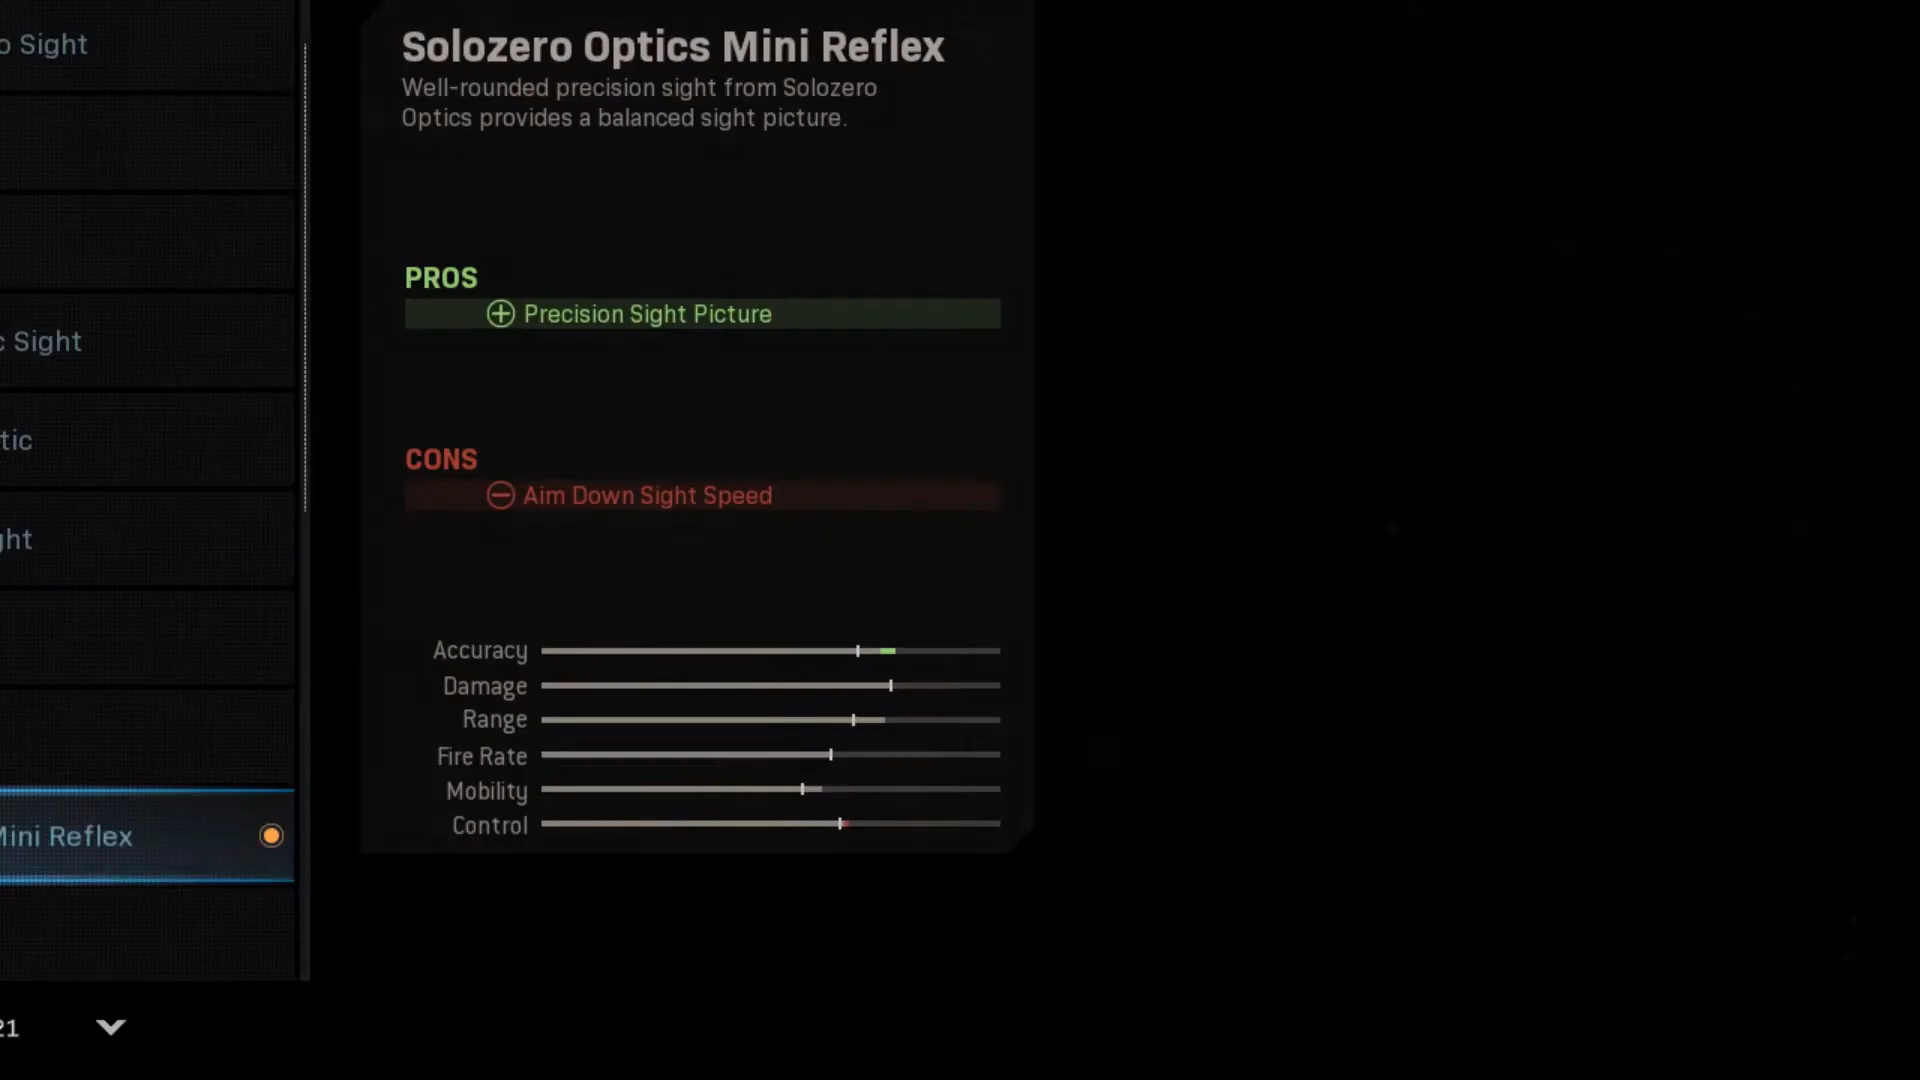 o Sight
c Sight
tic
ght
Mini Reflex
21
Solozero Optics Mini Reflex
Well-rounded precision sight from Solozero
Optics provides a balanced sight picture.
PROS
Precision Sight Picture
CONS
Aim Down Sight Speed
Accuracy
Damage
Range
Fire Rate
Mobility
Control